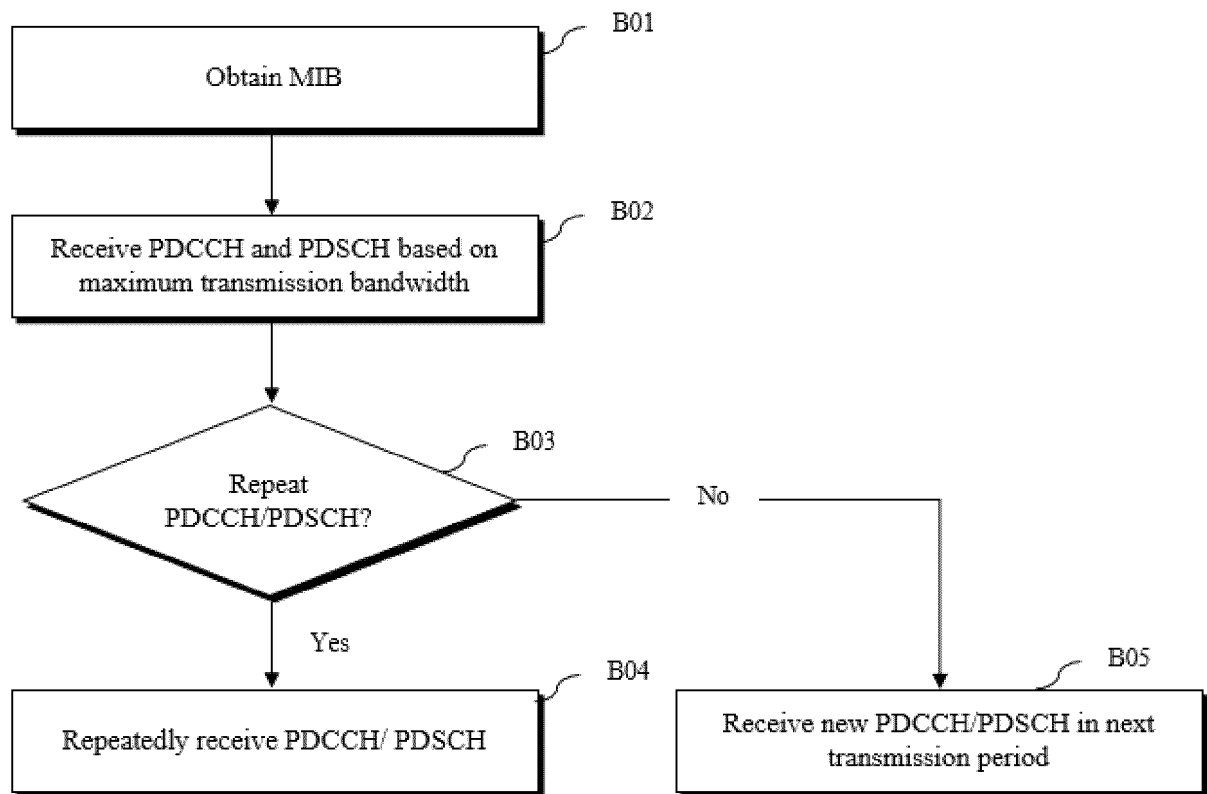 B01
Obtain MIB
B02
Receive PDCCH and PDSCH based on
maximum transmission bandwidth
B03
Repeat
PDCCH/PDSCH?
No
Yes
B04
Repeatedly receive PDCCH/ PDSCH
B05
Receive new PDCCH/PDSCH in next
transmission period